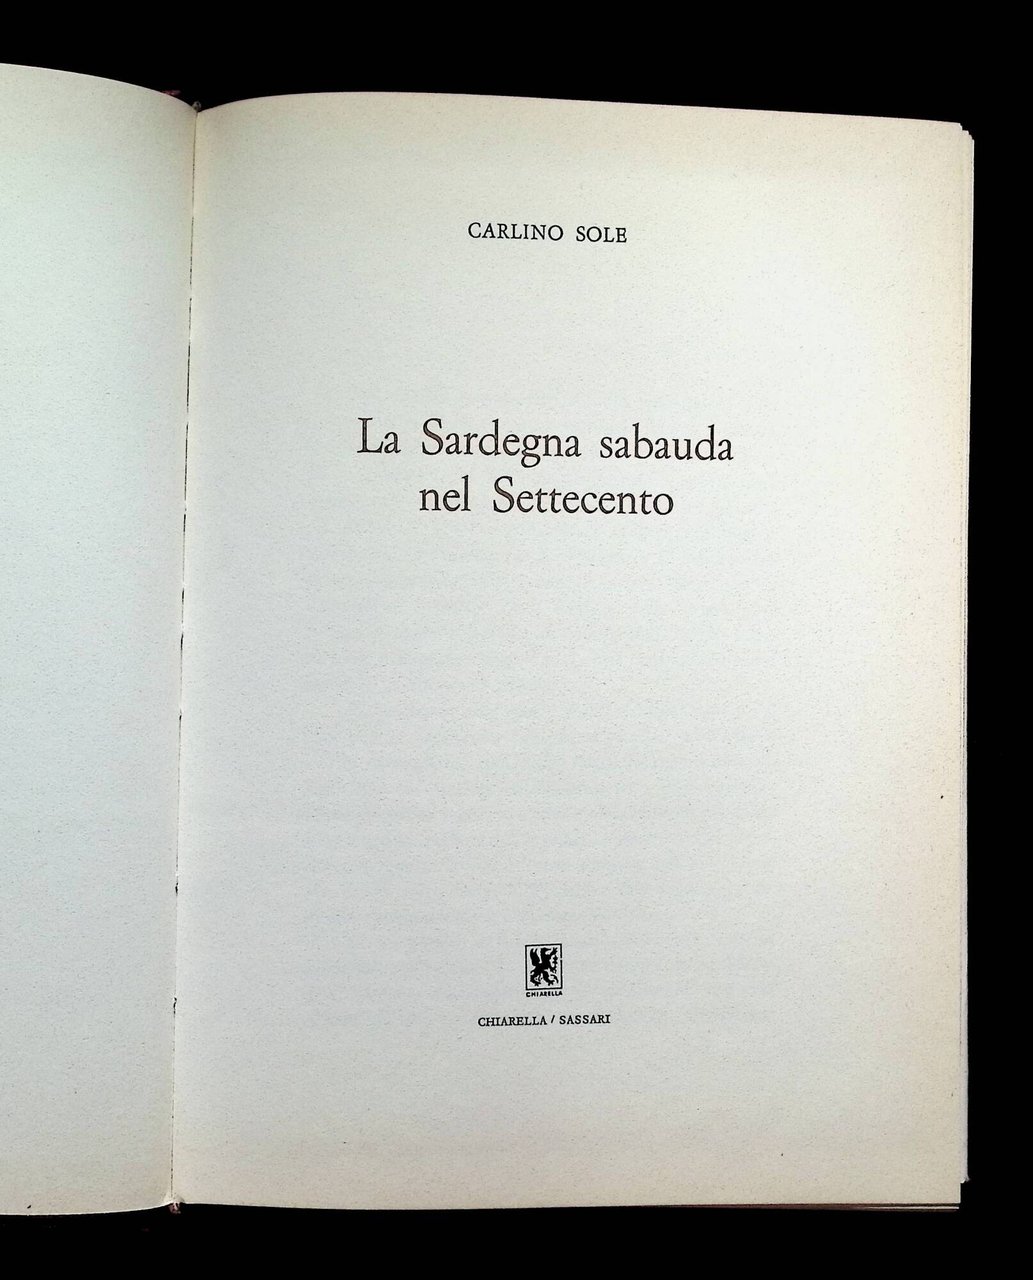 CARLINO SOLE
La Sardegna sabauda
nel Settecento
CHIARELLA
CHIARELLA / SASSARI